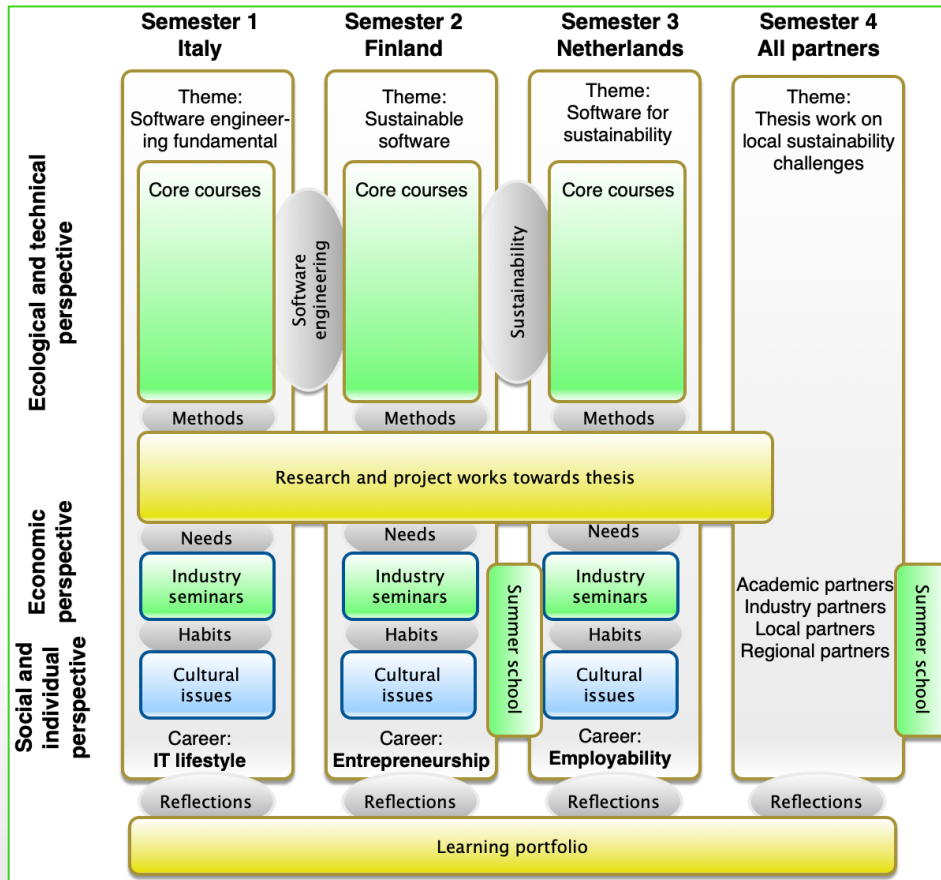 Semester 1
Italy
Semester 2
Finland
Semester 3
Netherlands
Semester 4
All partners
Ecological and technical
perspective
Economic
perspective
Social and
individual
perspective
Theme:
Software engineer-
ing fundamental
Theme:
Sustainable
software
Theme:
Software for
sustainability
Theme:
Thesis work on
local sustainability
challenges
Core courses
Software
engineering
Core courses
Sustainability
Core courses
Methods
Methods
Methods
Research and project works towards thesis
Needs
Needs
Needs
Industry
seminars
Industry
seminars
Industry
seminars
Habits
Habits
Habits
Cultural
issues
Cultural
issues
Cultural
issues
Summer school
Academic partners
Industry partners
Local partners
Regional partners
Summer school
Career:
IT lifestyle
Career:
Entrepreneurship
Career:
Employability
Reflections
Reflections
Reflections
Reflections
Learning portfolio